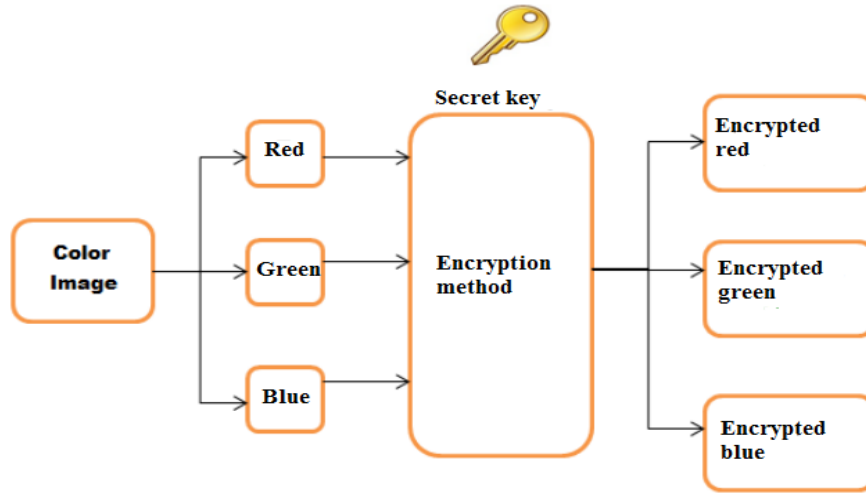 Secret key
Color
Image
Red
Green
Blue
Encryption
method
Encrypted
red
Encrypted
green
Encrypted
blue